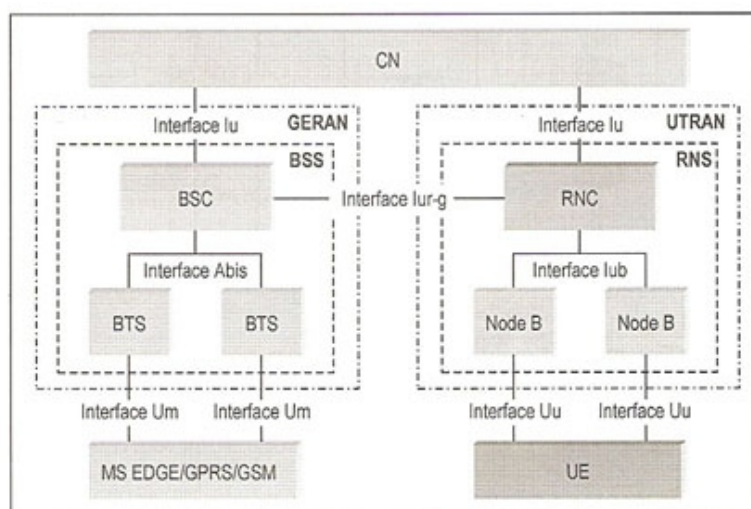 CN
Interface Iu
GERAN
Interface Iu
UTRAN
BSS
RNS
BSC
Interface Iur-g
RNC
Interface Abis
Interface Iub
BTS
BTS
Node B
Node B
Interface Um
Interface Um
Interface Uu
Interface Uu
MS EDGE/GPRS/GSM
UE